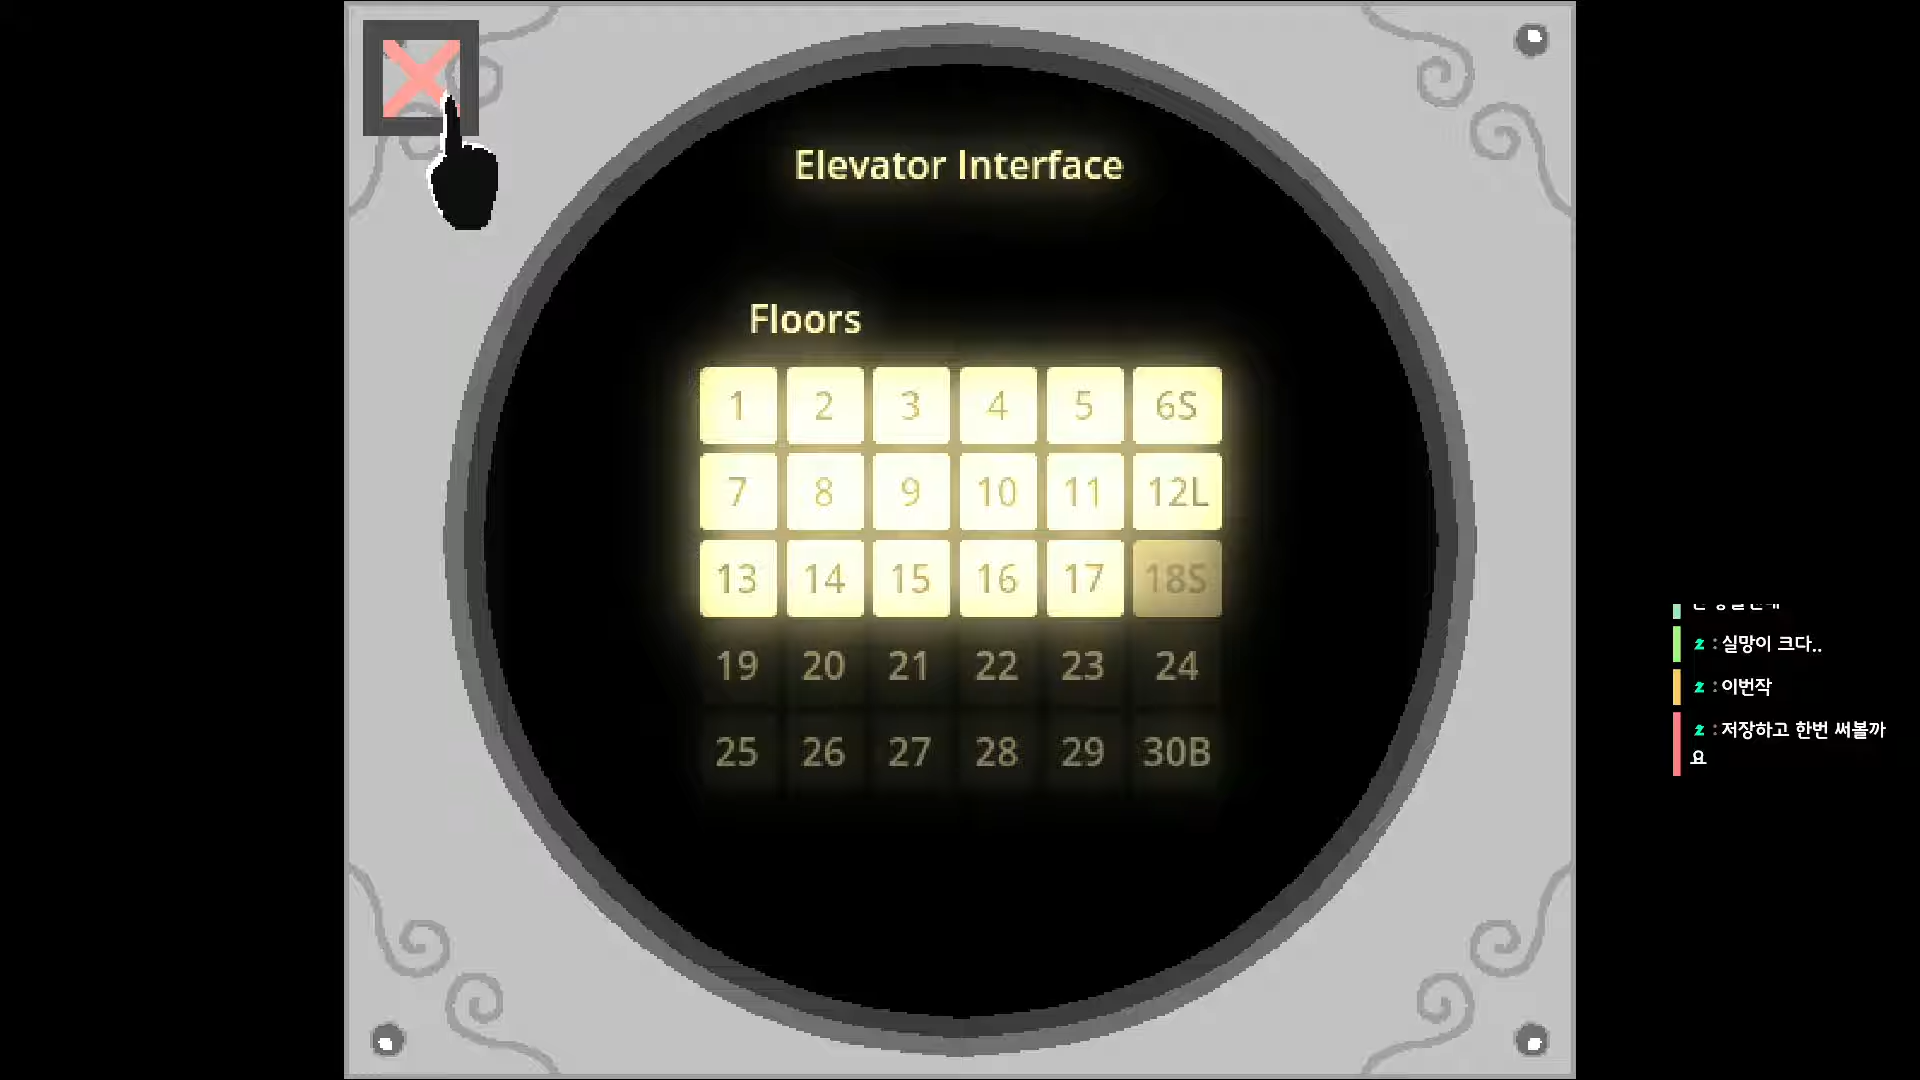 Elevator Interface
Floors
1 2 3 4 5 6S
7 8 9 10 11 12L
13 14 15 16 17 18S
19 20 21 22 23 24
25 26 27 28 29 30B
z : 실망이 크다..
z : 이번작
z : 저장하고 한번 써볼까
요